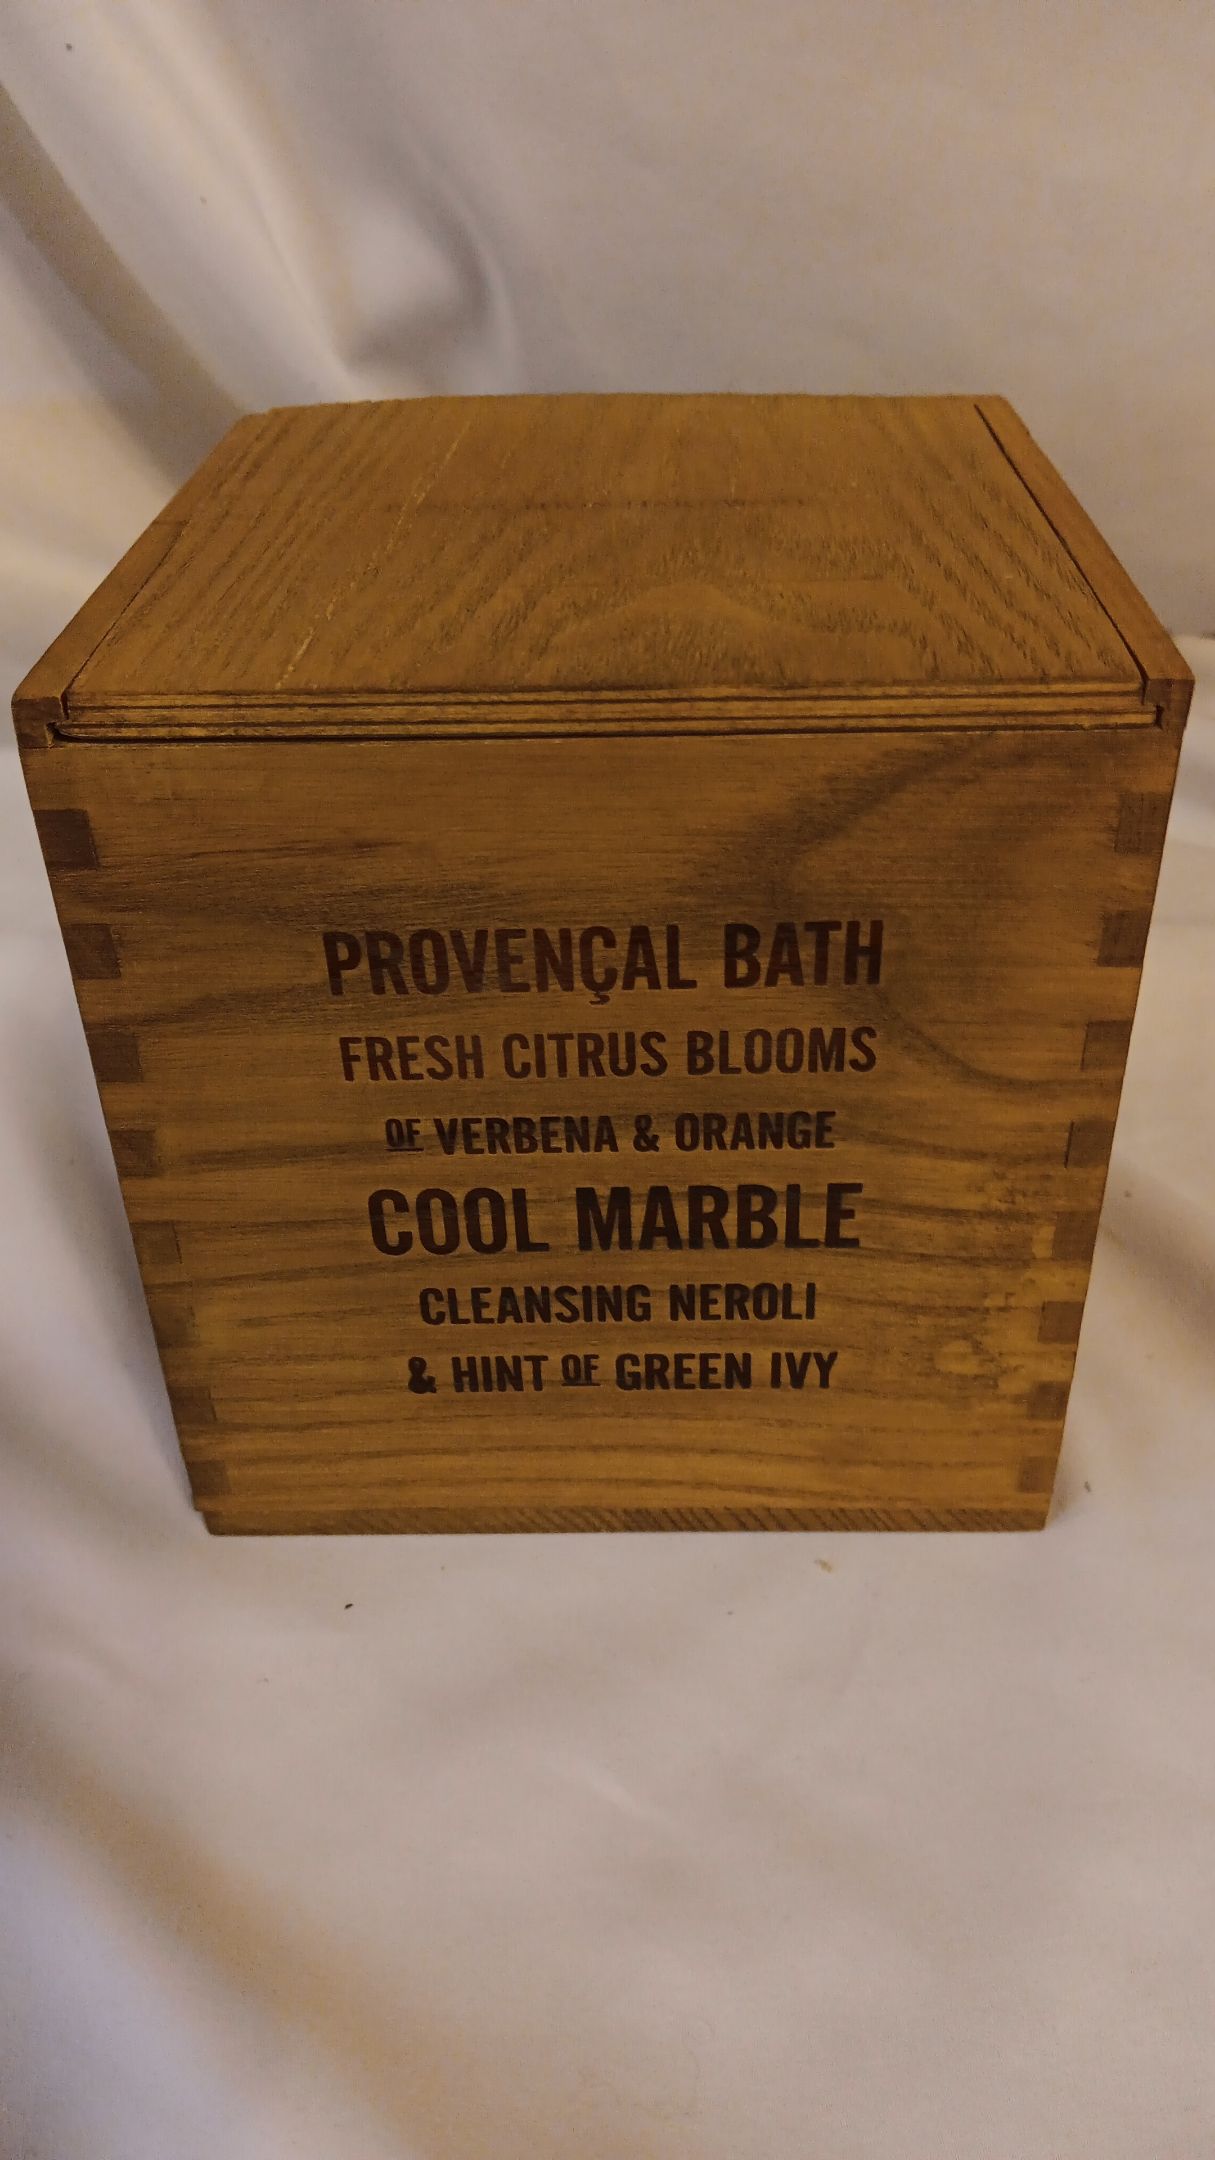 PROVENÇAL BATH
FRESH CITRUS BLOOMS
OF VERBENA & ORANGE
COOL MARBLE
CLEANSING NEROLI
& HINT OF GREEN IVY